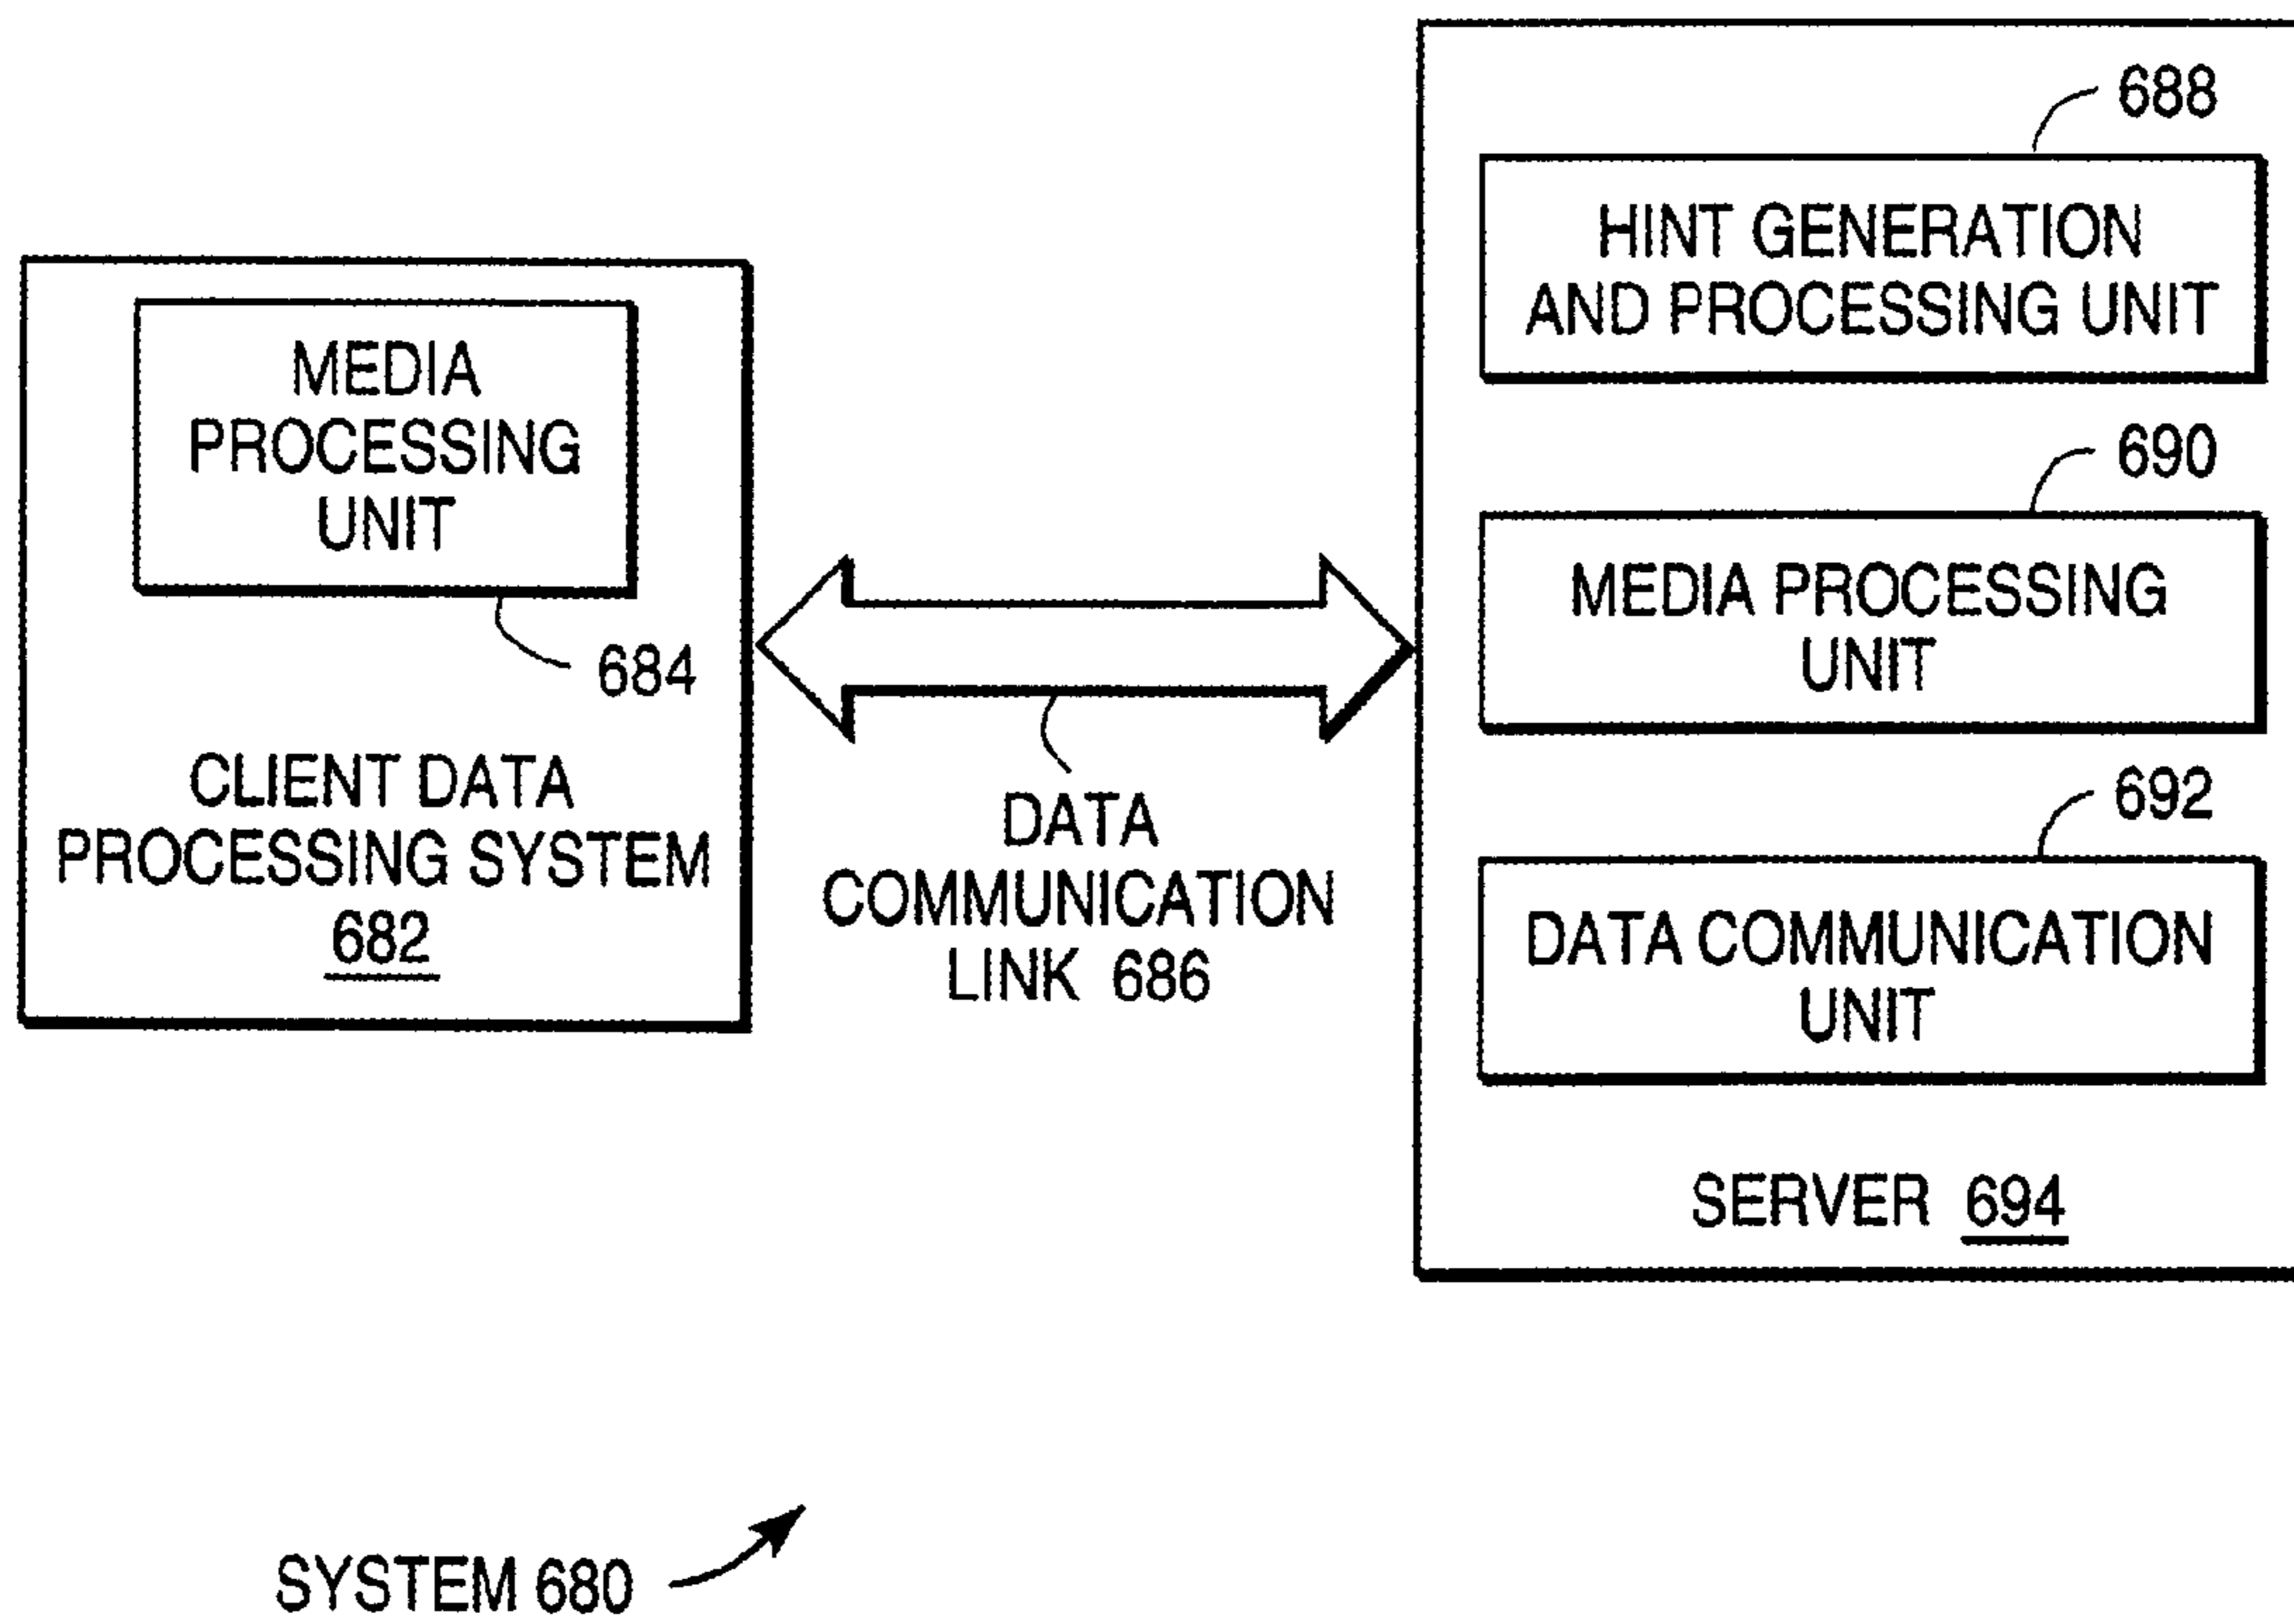 MEDIA
PROCESSING
UNIT
684
CLIENT DATA
PROCESSING SYSTEM
682
DATA
COMMUNICATION
LINK 686
688
HINT GENERATION
AND PROCESSING UNIT
690
MEDIA PROCESSING
UNIT
692
DATA COMMUNICATION
UNIT
SERVER 694
SYSTEM 680